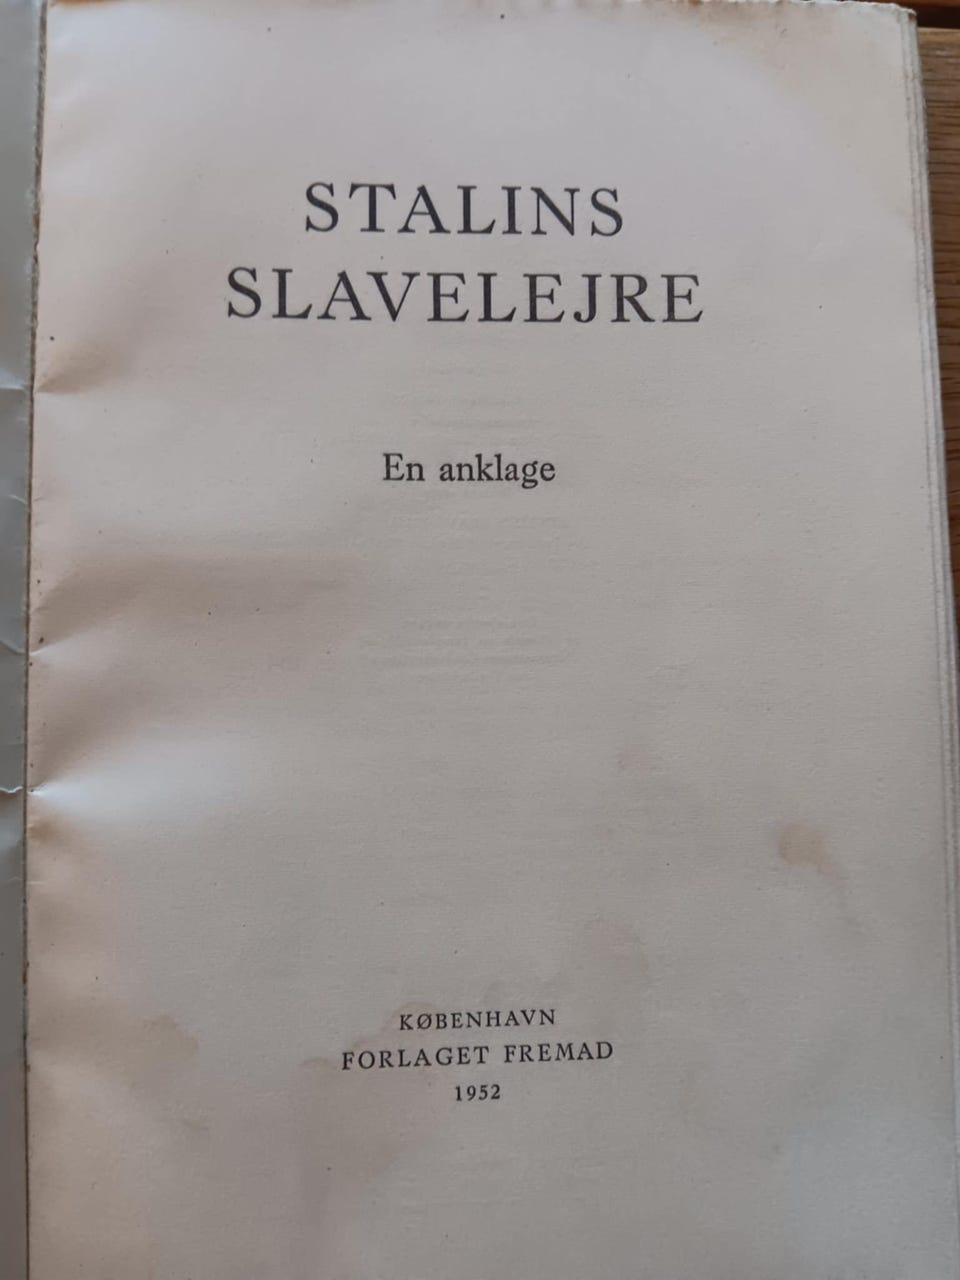 STALINS
SLAVELEJRE
En anklage
KØBENHAVN
FORLAGET FREMAD
1952